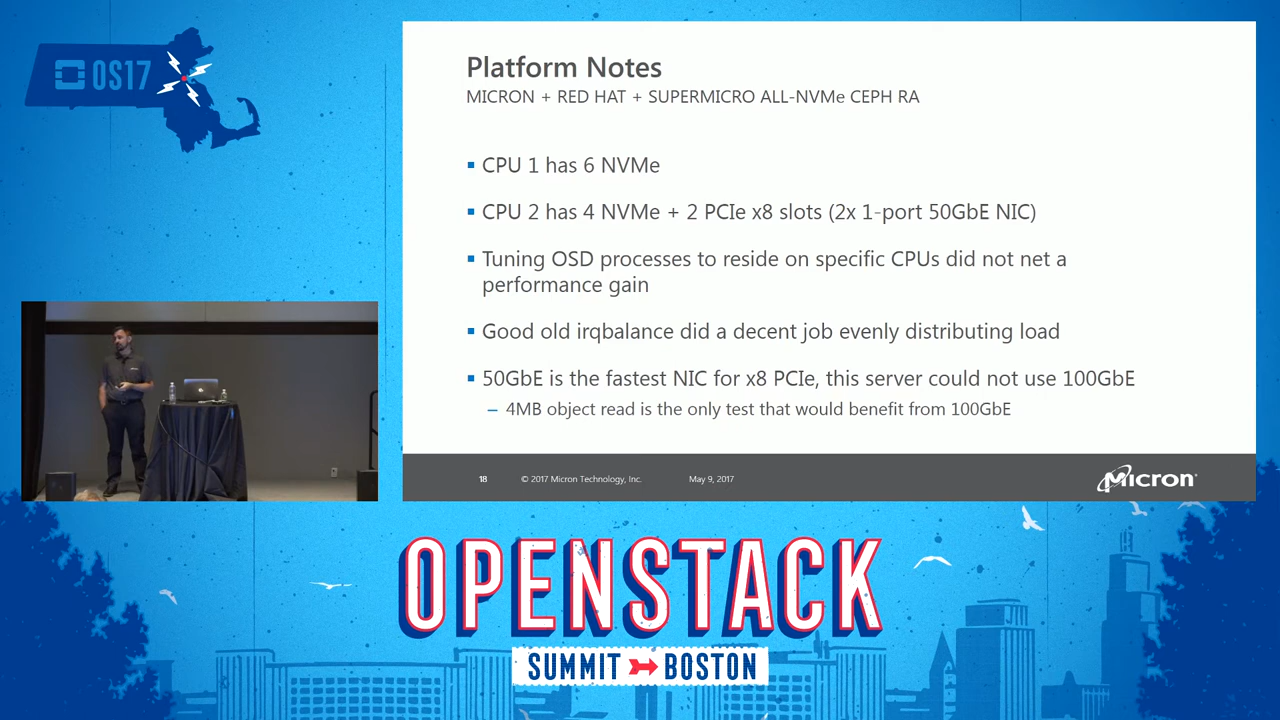 OS17
Platform Notes
MICRON + RED HAT + SUPERMICRO ALL-NVMe CEPH RA
▪ CPU 1 has 6 NVMe
▪ CPU 2 has 4 NVMe + 2 PCIe x8 slots (2x 1-port 50GbE NIC)
▪ Tuning OSD processes to reside on specific CPUs did not net a
performance gain
▪ Good old irqbalance did a decent job evenly distributing load
▪ 50GbE is the fastest NIC for x8 PCIe, this server could not use 100GbE
– 4MB object read is the only test that would benefit from 100GbE
18 © 2017 Micron Technology, Inc. May 9, 2017
Micron
OPENSTACK
SUMMIT BOSTON